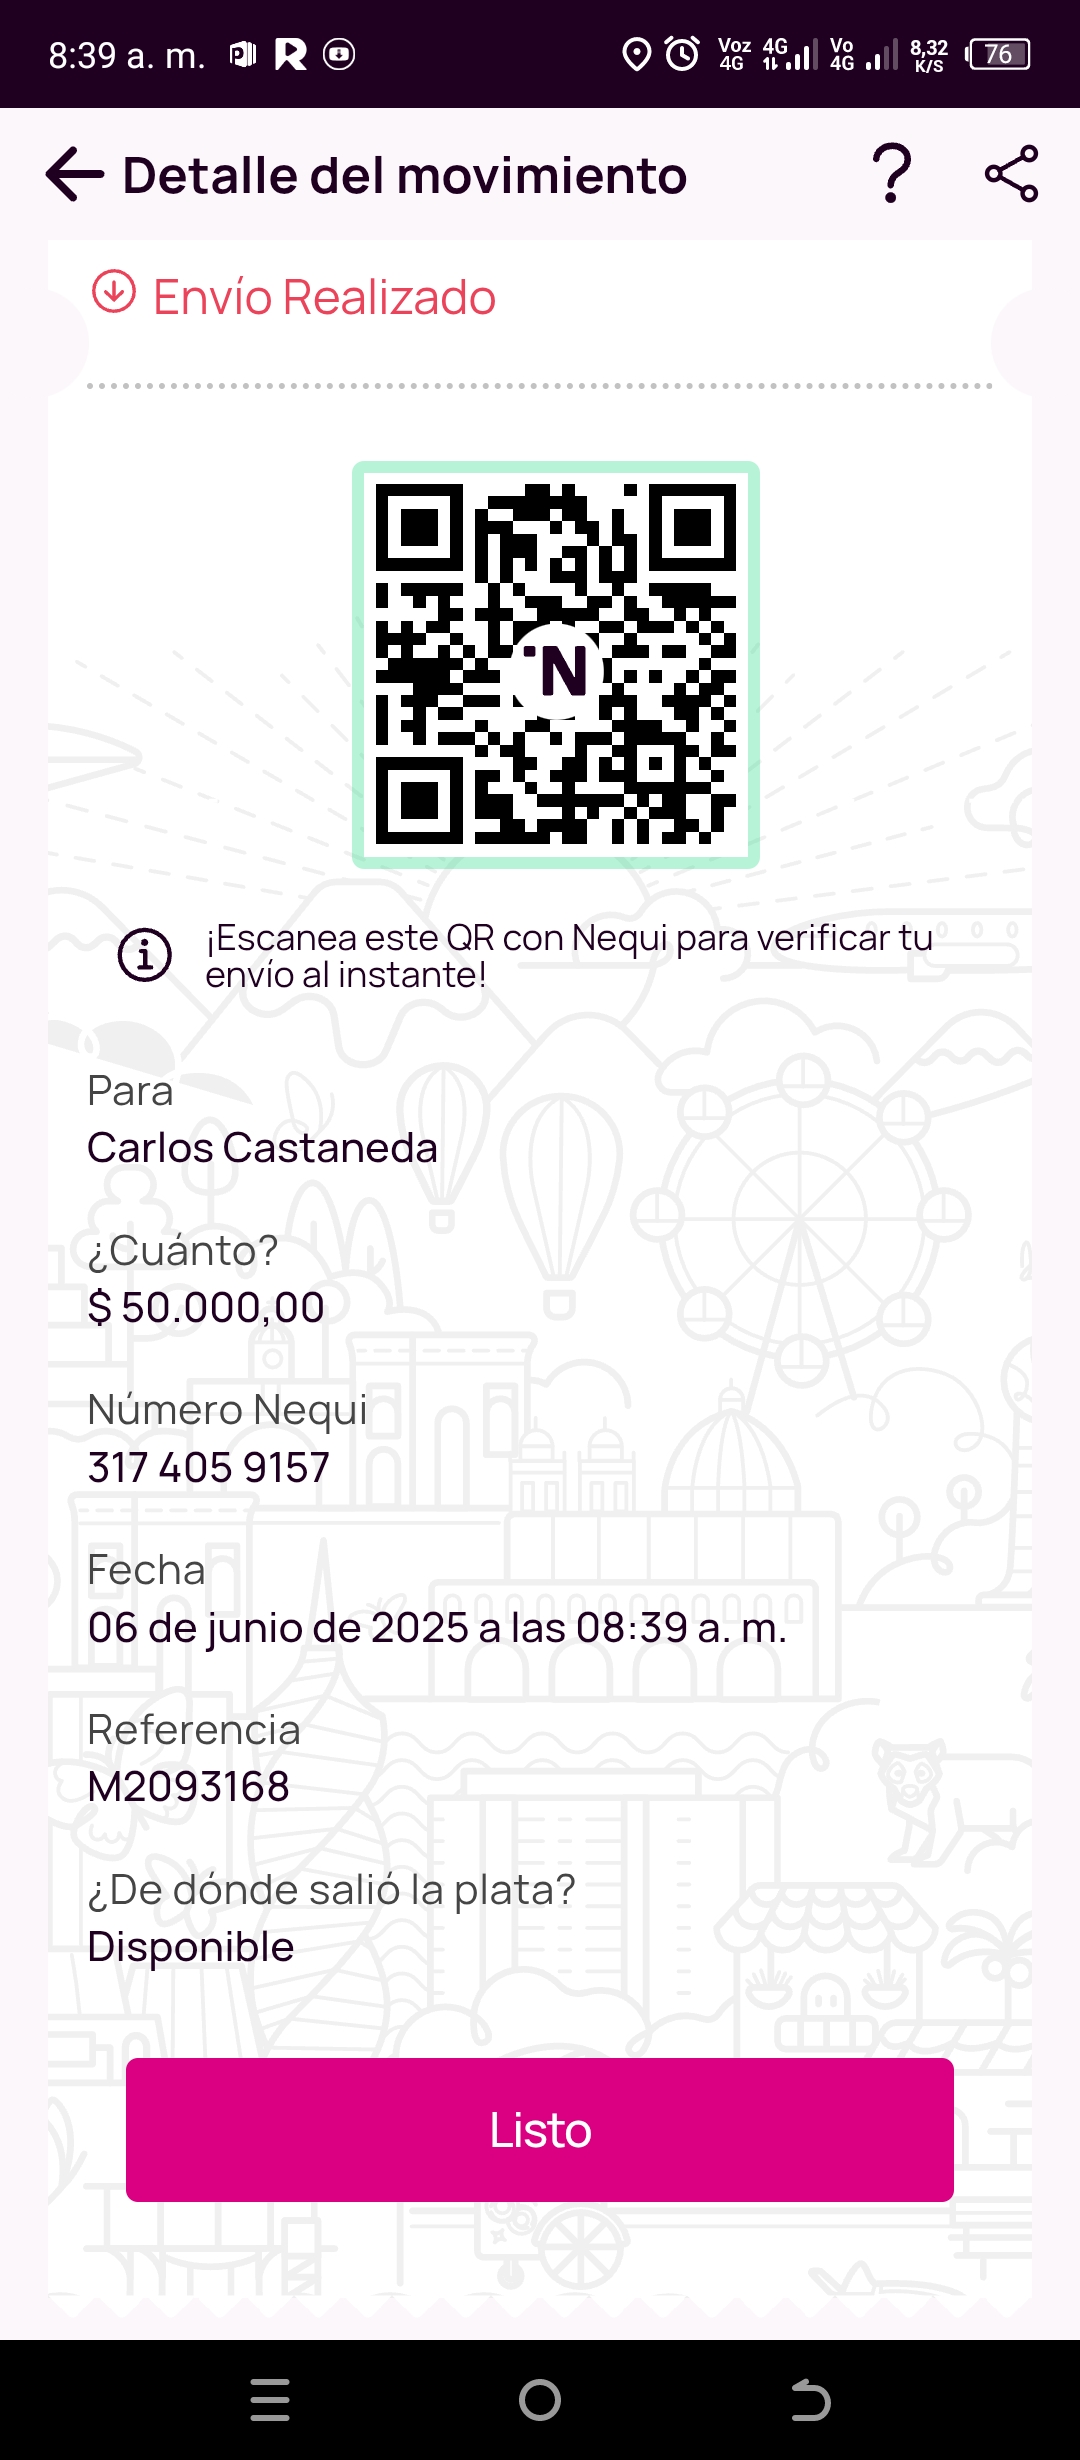 8:39 a. m.
Voz 4G 4G Vo 4G 8,32 K/S 76
Detalle del movimiento
Envío Realizado
N
¡Escanea este QR con Nequi para verificar tu
envío al instante!
Para
Carlos Castaneda
¿Cuánto?
$ 50.000,00
Número Nequi
317 405 9157
Fecha
06 de junio de 2025 a las 08:39 a. m.
Referencia
M2093168
¿De dónde salió la plata?
Disponible
Listo